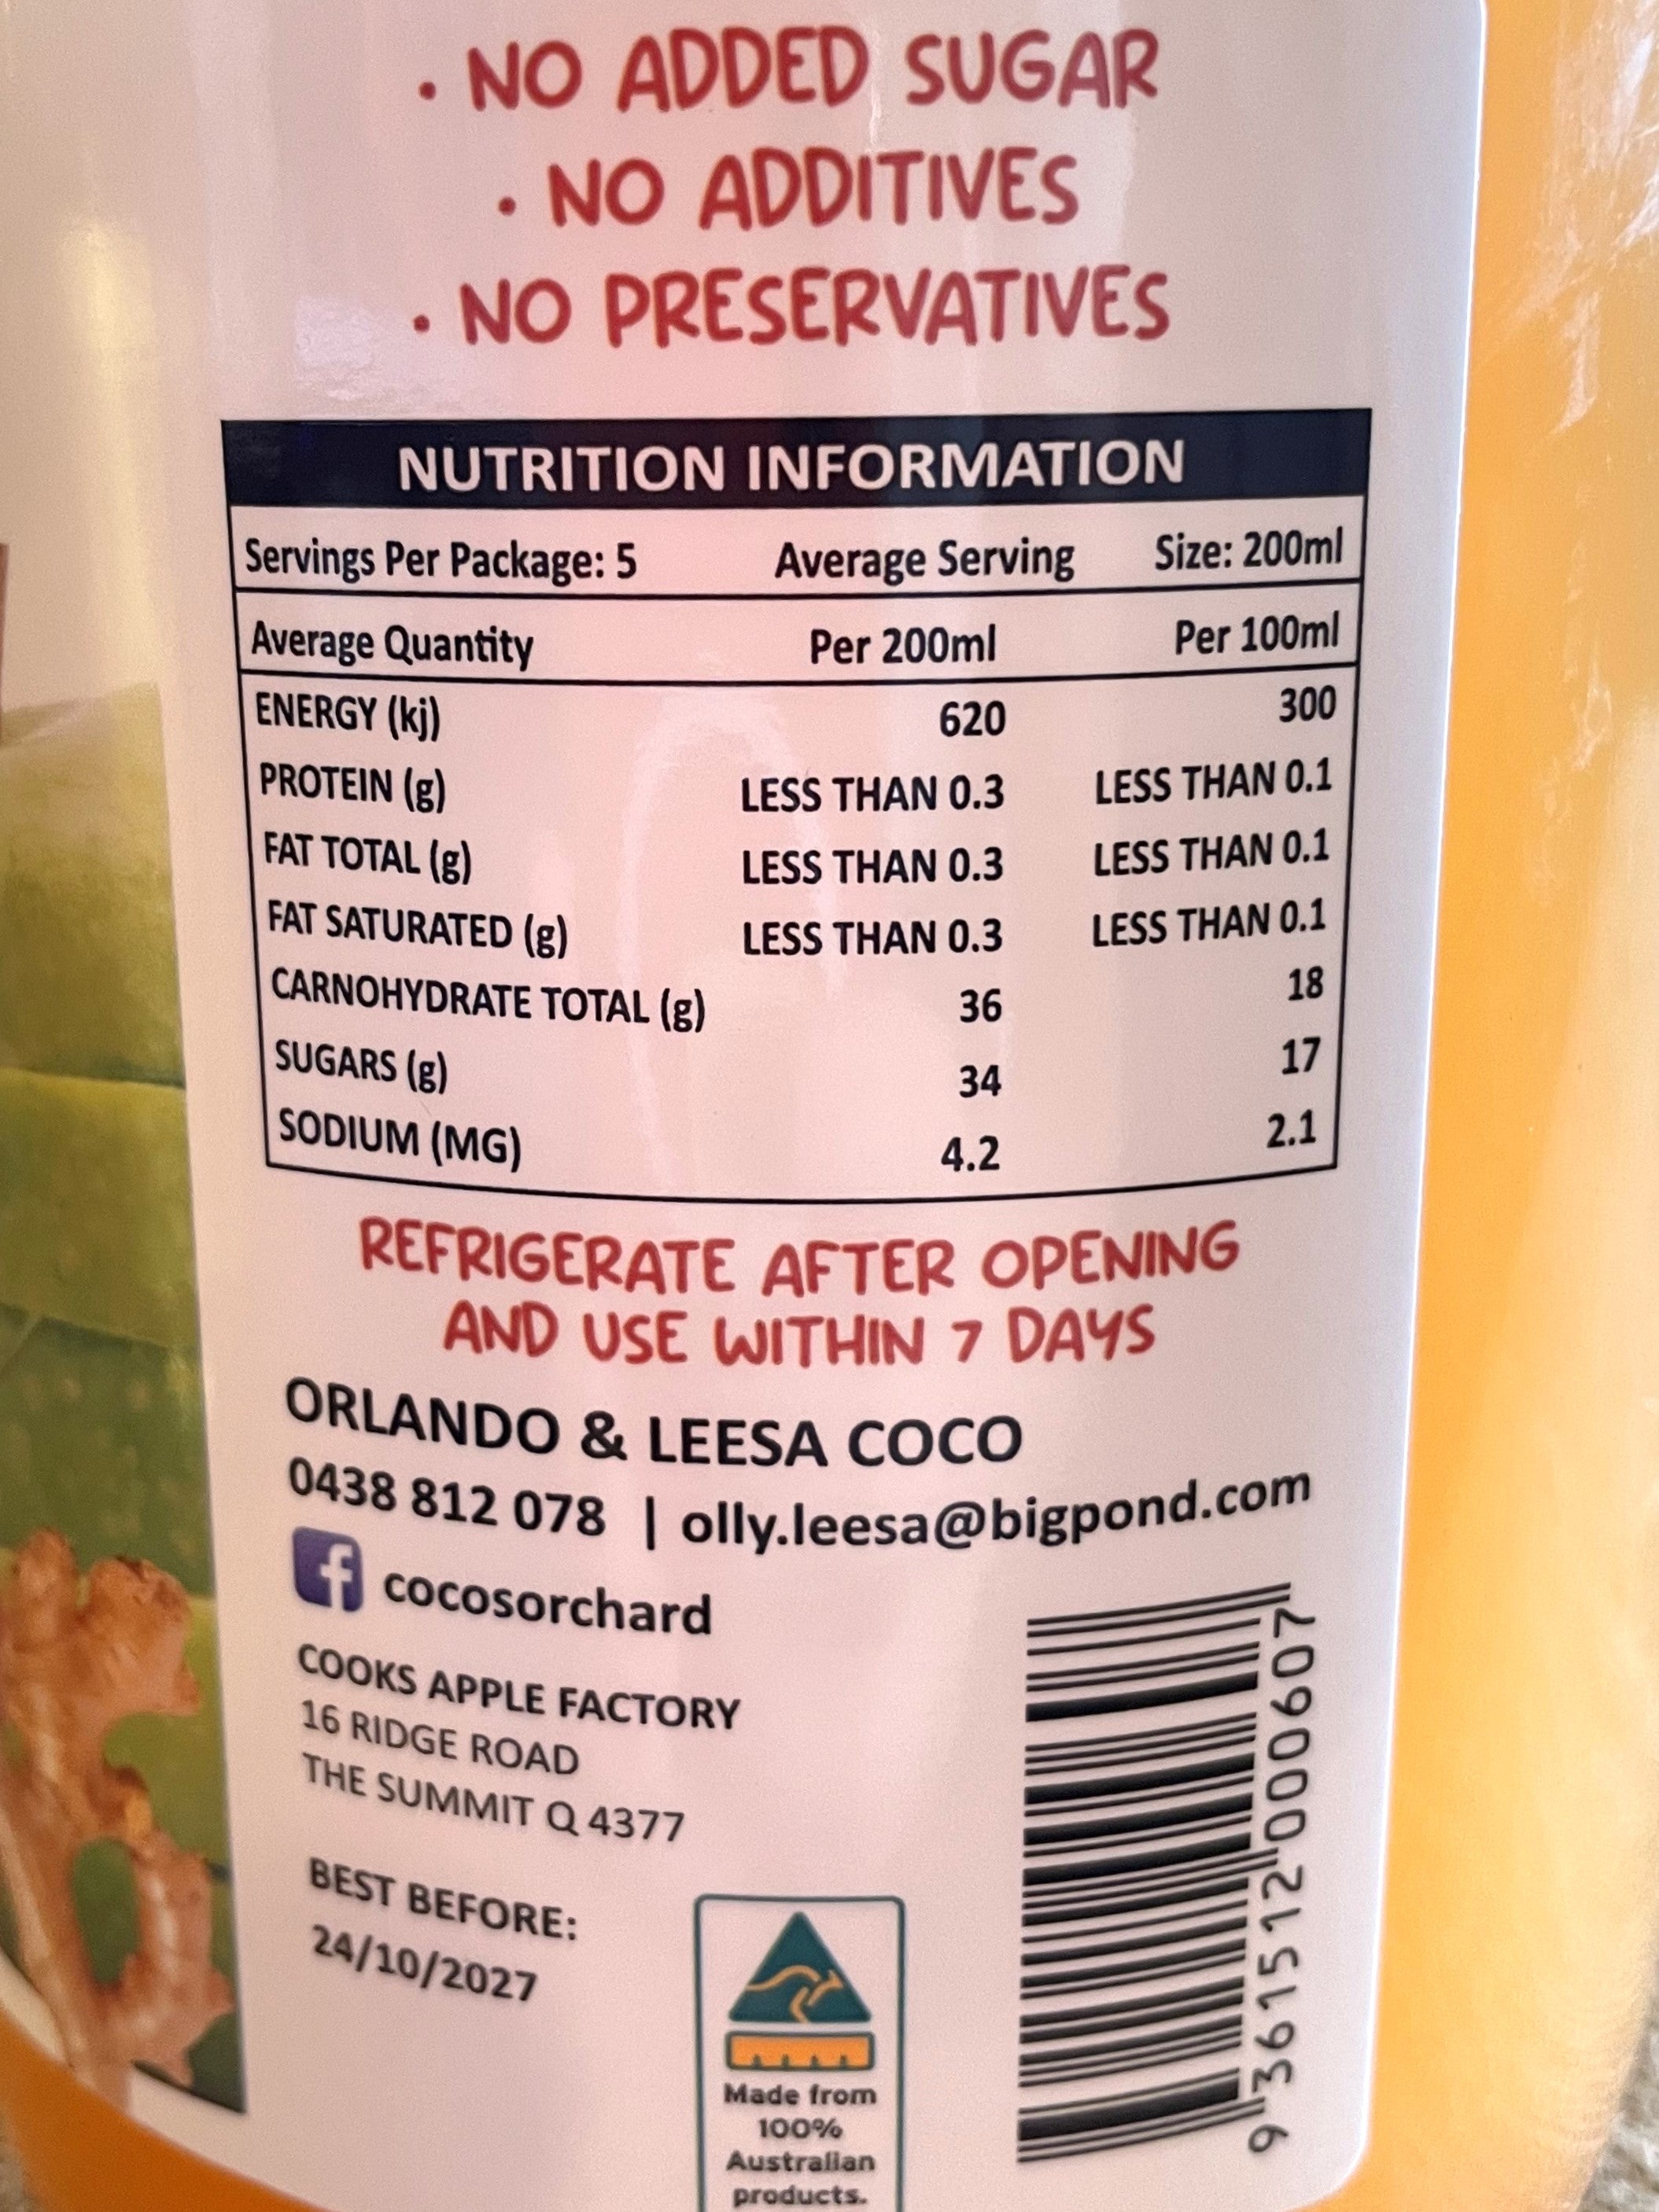 • NO ADDED SUGAR
• NO ADDITIVES
• NO PRESERVATIVES
NUTRITION INFORMATION
Servings Per Package: 5 Average Serving Size: 200ml
Average Quantity Per 200ml Per 100ml
ENERGY (kj) 620 300
PROTEIN (g) LESS THAN 0.3 LESS THAN 0.1
FAT TOTAL (g) LESS THAN 0.3 LESS THAN 0.1
FAT SATURATED (g) LESS THAN 0.3 LESS THAN 0.1
CARNOHYDRATE TOTAL (g) 36 18
SUGARS (g) 34 17
SODIUM (MG) 4.2 2.1
REFRIGERATE AFTER OPENING
AND USE WITHIN 7 DAYS
ORLANDO & LEESA COCO
0438 812 078 | olly.leesa@bigpond.com
f cocosorchard
COOKS APPLE FACTORY
16 RIDGE ROAD
THE SUMMIT Q 4377
BEST BEFORE:
24/10/2027
Made from
100%
Australian
products.
9 361512 000607